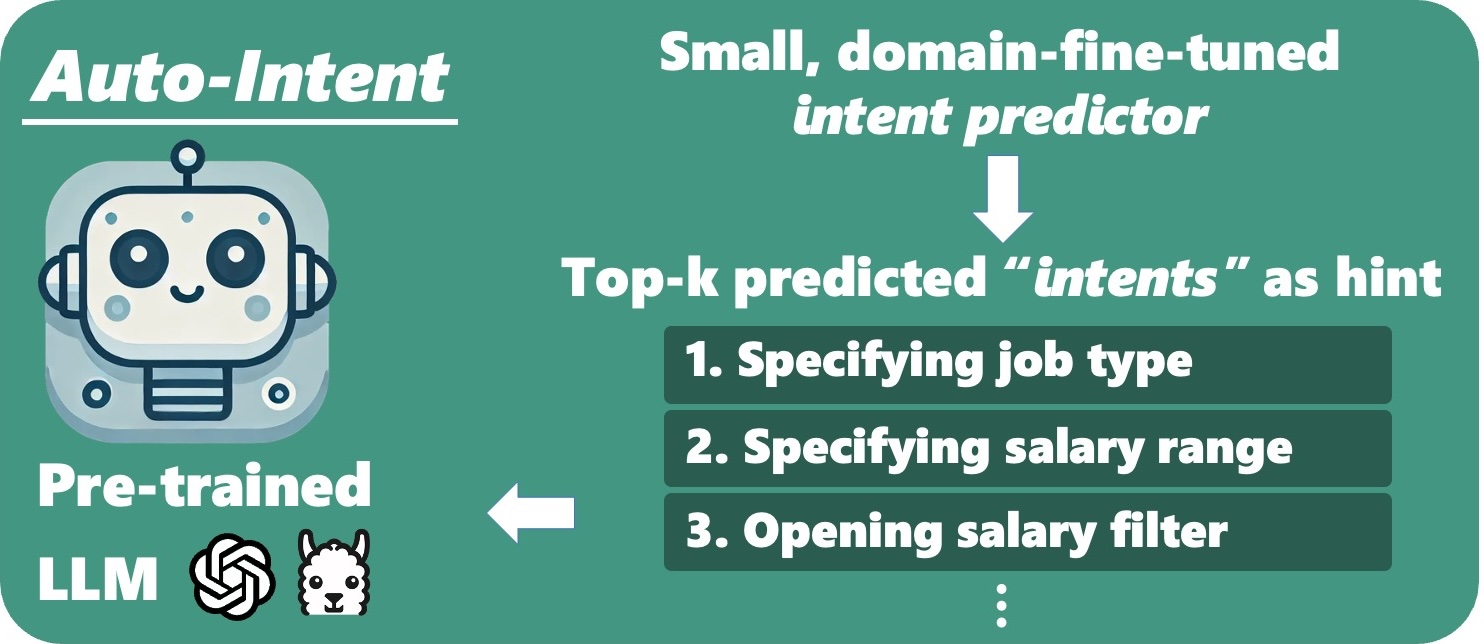 Auto-Intent
Small, domain-fine-tuned
intent predictor
Top-k predicted “intents” as hint
1. Specifying job type
2. Specifying salary range
3. Opening salary filter
Pre-trained
LLM